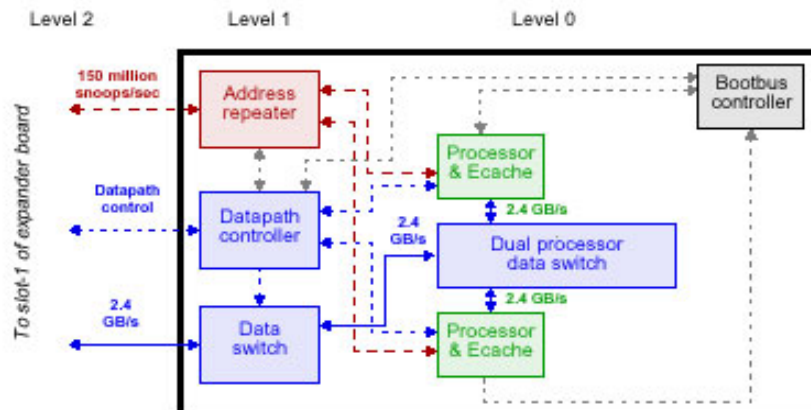 Level 2
Level 1
Level 0
150 million
snoops/sec
Address
repeater
Bootbus
controller
Processor
& Ecache
To slot-1 of expander board
Datapath
control
Datapath
controller
2.4
GB/s
2.4 GB/s
Dual processor
data switch
2.4 GB/s
2.4
GB/s
Data
switch
Processor
& Ecache